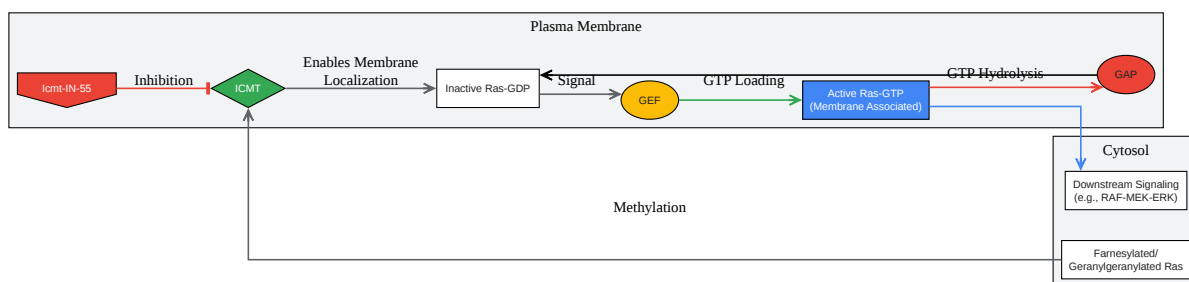 Plasma Membrane
Icmt-IN-55
Inhibition
ICMT
Enables Membrane
Localization
Inactive Ras-GDP
Signal
GEF
GTP Loading
Active Ras-GTP
(Membrane Associated)
GTP Hydrolysis
GAP
Cytosol
Downstream Signaling
(e.g., RAF-MEK-ERK)
Methylation
Farnesylated/
Geranylgeranylated Ras